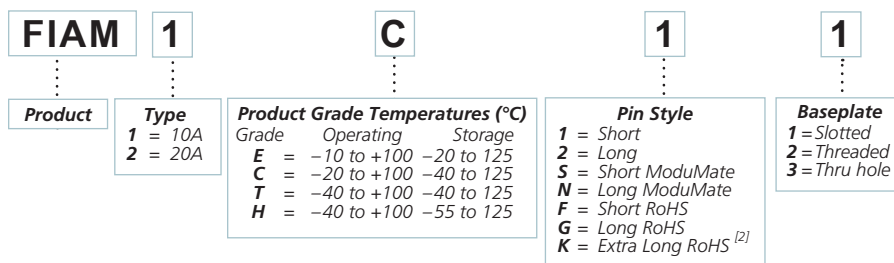 FIAM 1 C 1 1
Product
Type
1 = 10A
2 = 20A
Product Grade Temperatures (°C)
Grade Operating Storage
E = –10 to +100 –20 to 125
C = –20 to +100 –40 to 125
T = –40 to +100 –40 to 125
H = –40 to +100 –55 to 125
Pin Style
1 = Short
2 = Long
S = Short ModuMate
N = Long ModuMate
F = Short RoHS
G = Long RoHS
K = Extra Long RoHS [2]
Baseplate
1 = Slotted
2 = Threaded
3 = Thru hole